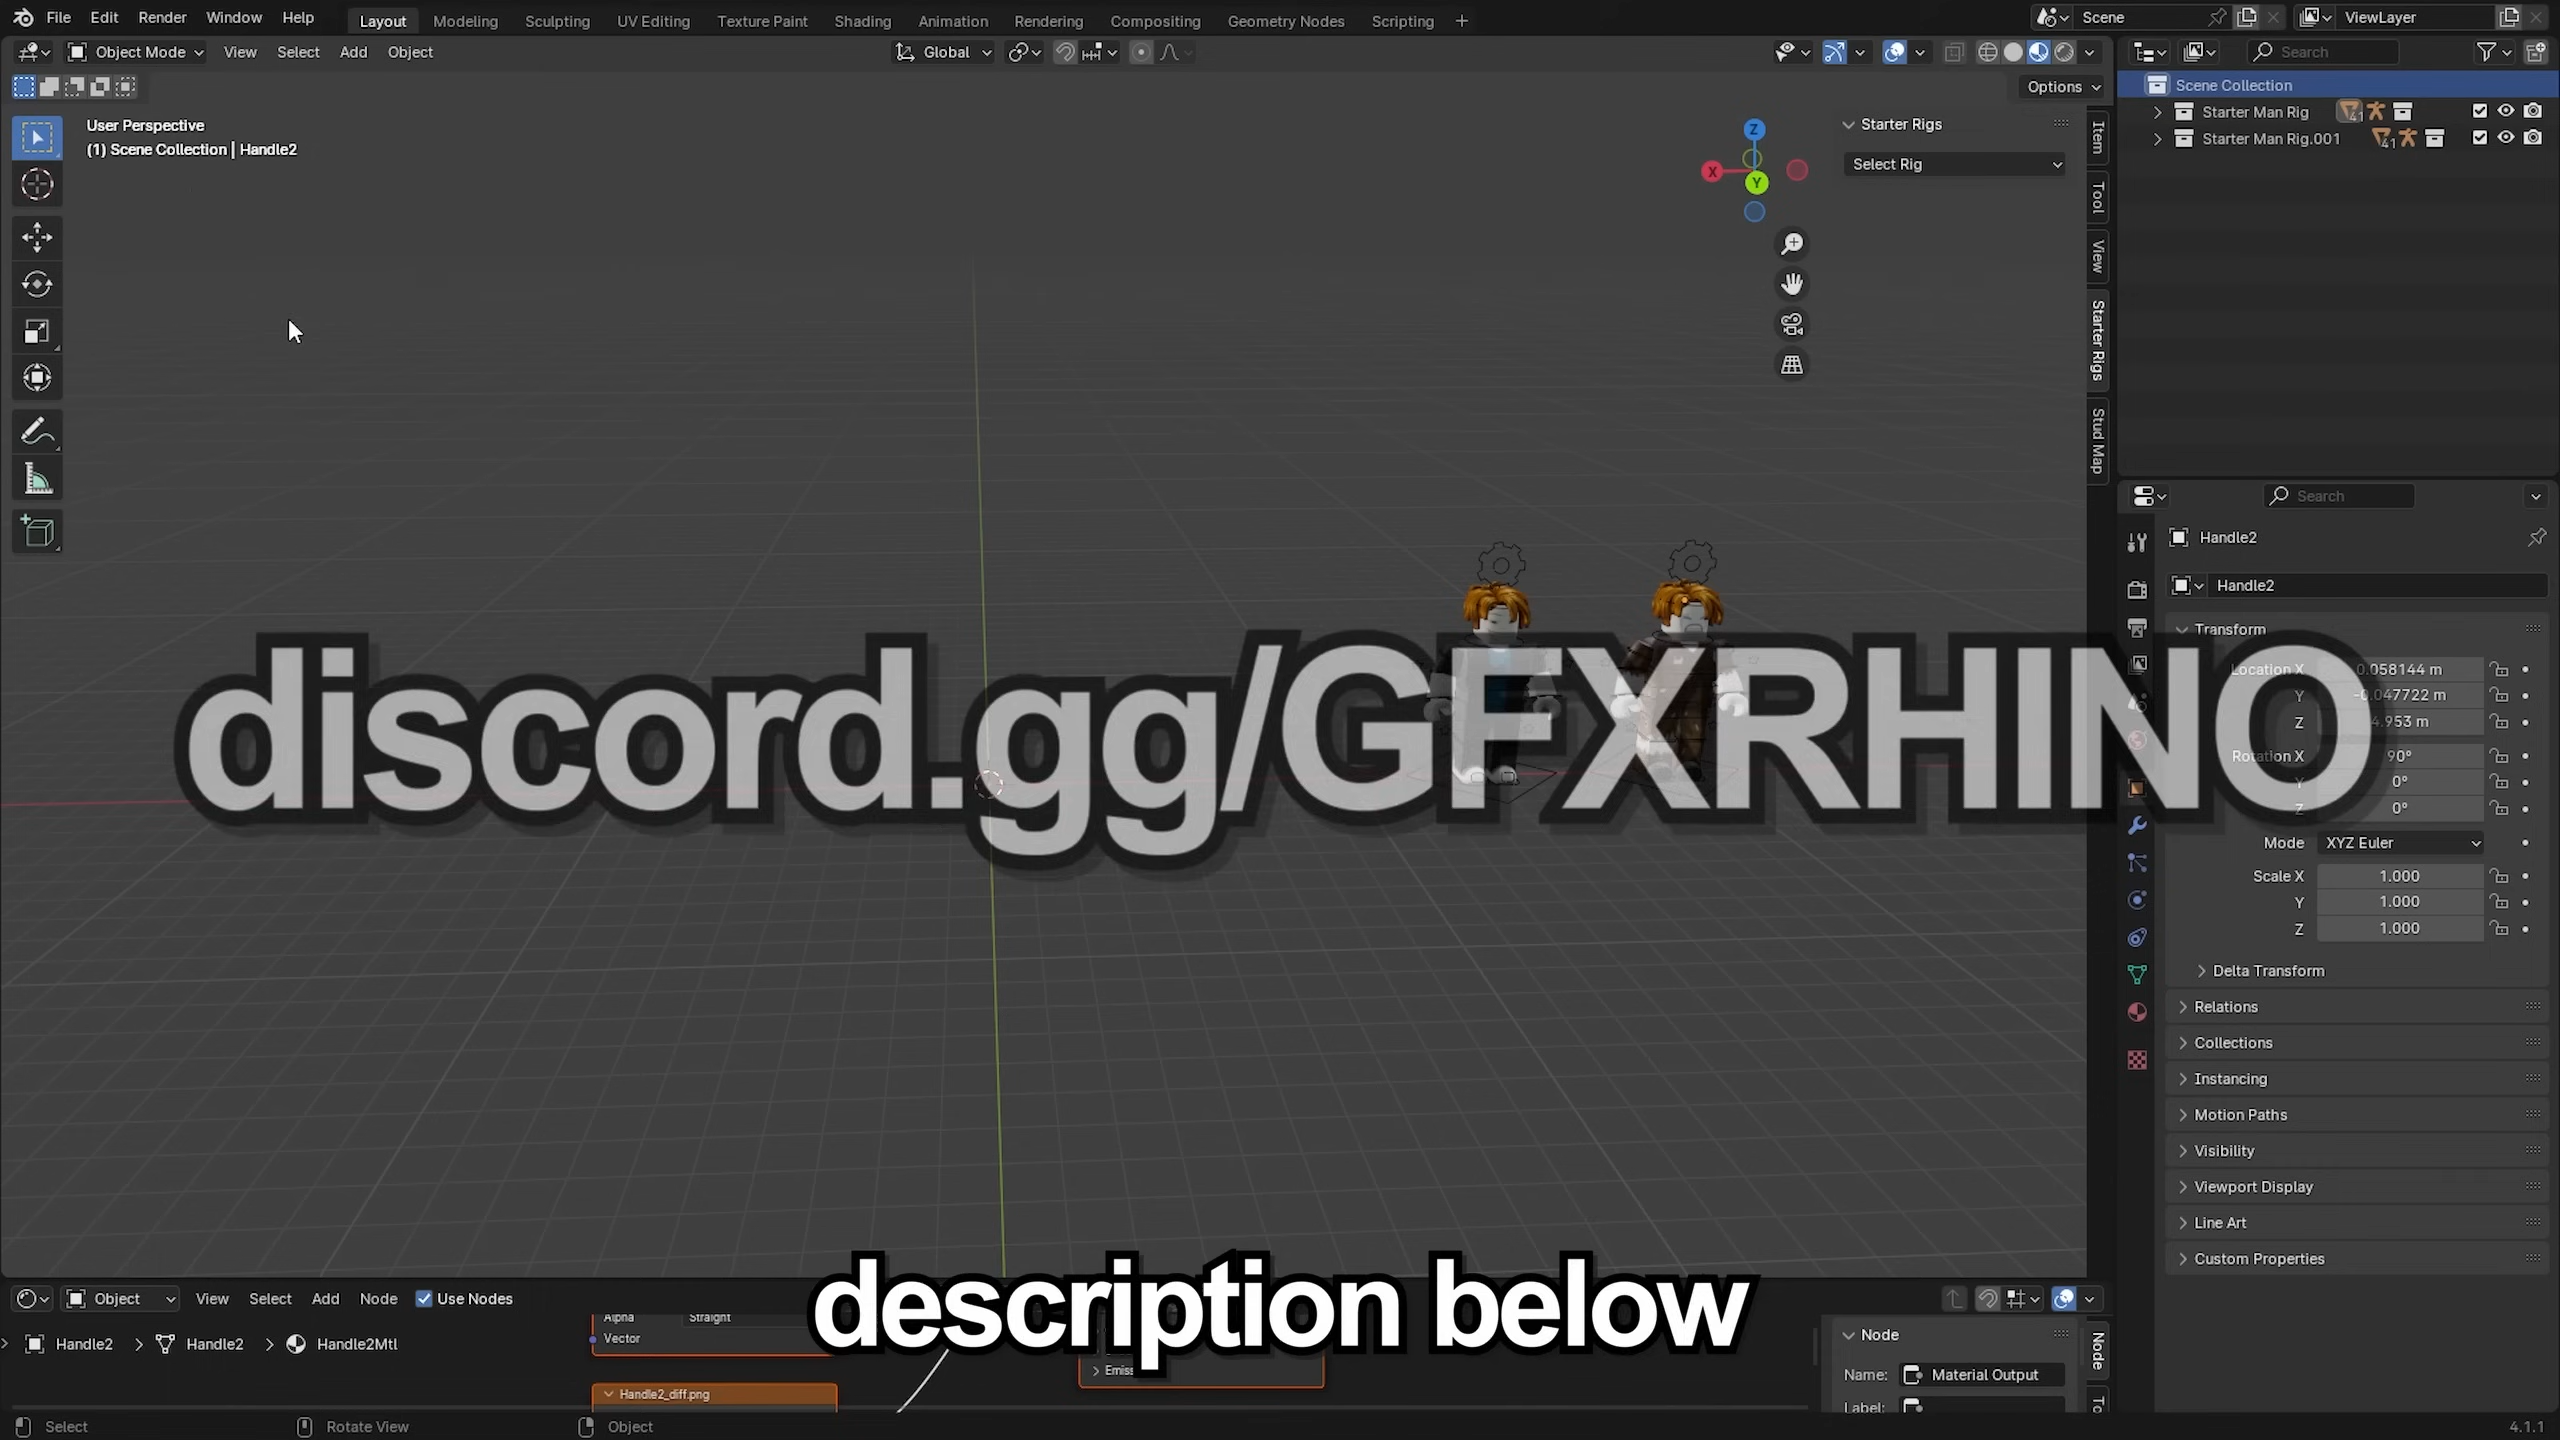 File Edit Render Window Help Layout Modeling Sculpting UV Editing Texture Paint Shading Animation Rendering Compositing Geometry Nodes Scripting + Scene ViewLayer
Object Mode View Select Add Object Global Search
Options
User Perspective
(1) Scene Collection | Handle2
Z
X
Y
Starter Rigs
Select Rig
Item
Tool
View
Starter Rigs
Stud Map
Scene Collection
Starter Man Rig 41
Starter Man Rig.001 41
Search
Handle2
Handle2
Transform
Location X 0.058144 m
Y -0.047722 m
Z 4.953 m
Rotation X 90°
Y 0°
Z 0°
Mode XYZ Euler
Scale X 1.000
Y 1.000
Z 1.000
Delta Transform
Relations
Collections
Instancing
Motion Paths
Visibility
Viewport Display
Line Art
Custom Properties
discord.gg/GFXRHINO
description below
Object View Select Add Node Use Nodes
Handle2 Handle2 Handle2Mtl
Alpha Straight
Vector
Handle2_diff.png
Node
Name: Material Output
Label:
Node
Select Rotate View Object 4.1.1